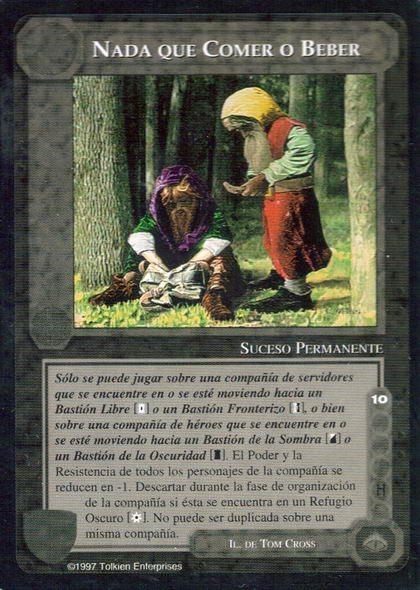 NADA QUE COMER O BEBER
SUCESO PERMANENTE
Sólo se puede jugar sobre una compañía de servidores
que se encuentre en o se esté moviendo hacia un
Bastión Libre [ ] o un Bastión Fronterizo [ ], o bien
sobre una compañía de héroes que se encuentre en o
se esté moviendo hacia un Bastión de la Sombra [ ] o
un Bastión de la Oscuridad [ ]. El Poder y la
Resistencia de todos los personajes de la compañía se
reducen en -1. Descartar durante la fase de organización
de la compañía si ésta se encuentra en un Refugio
Oscuro [ ]. No puede ser duplicada sobre una
misma compañía.
10
H
IL. DE TOM CROSS
©1997 Tolkien Enterprises